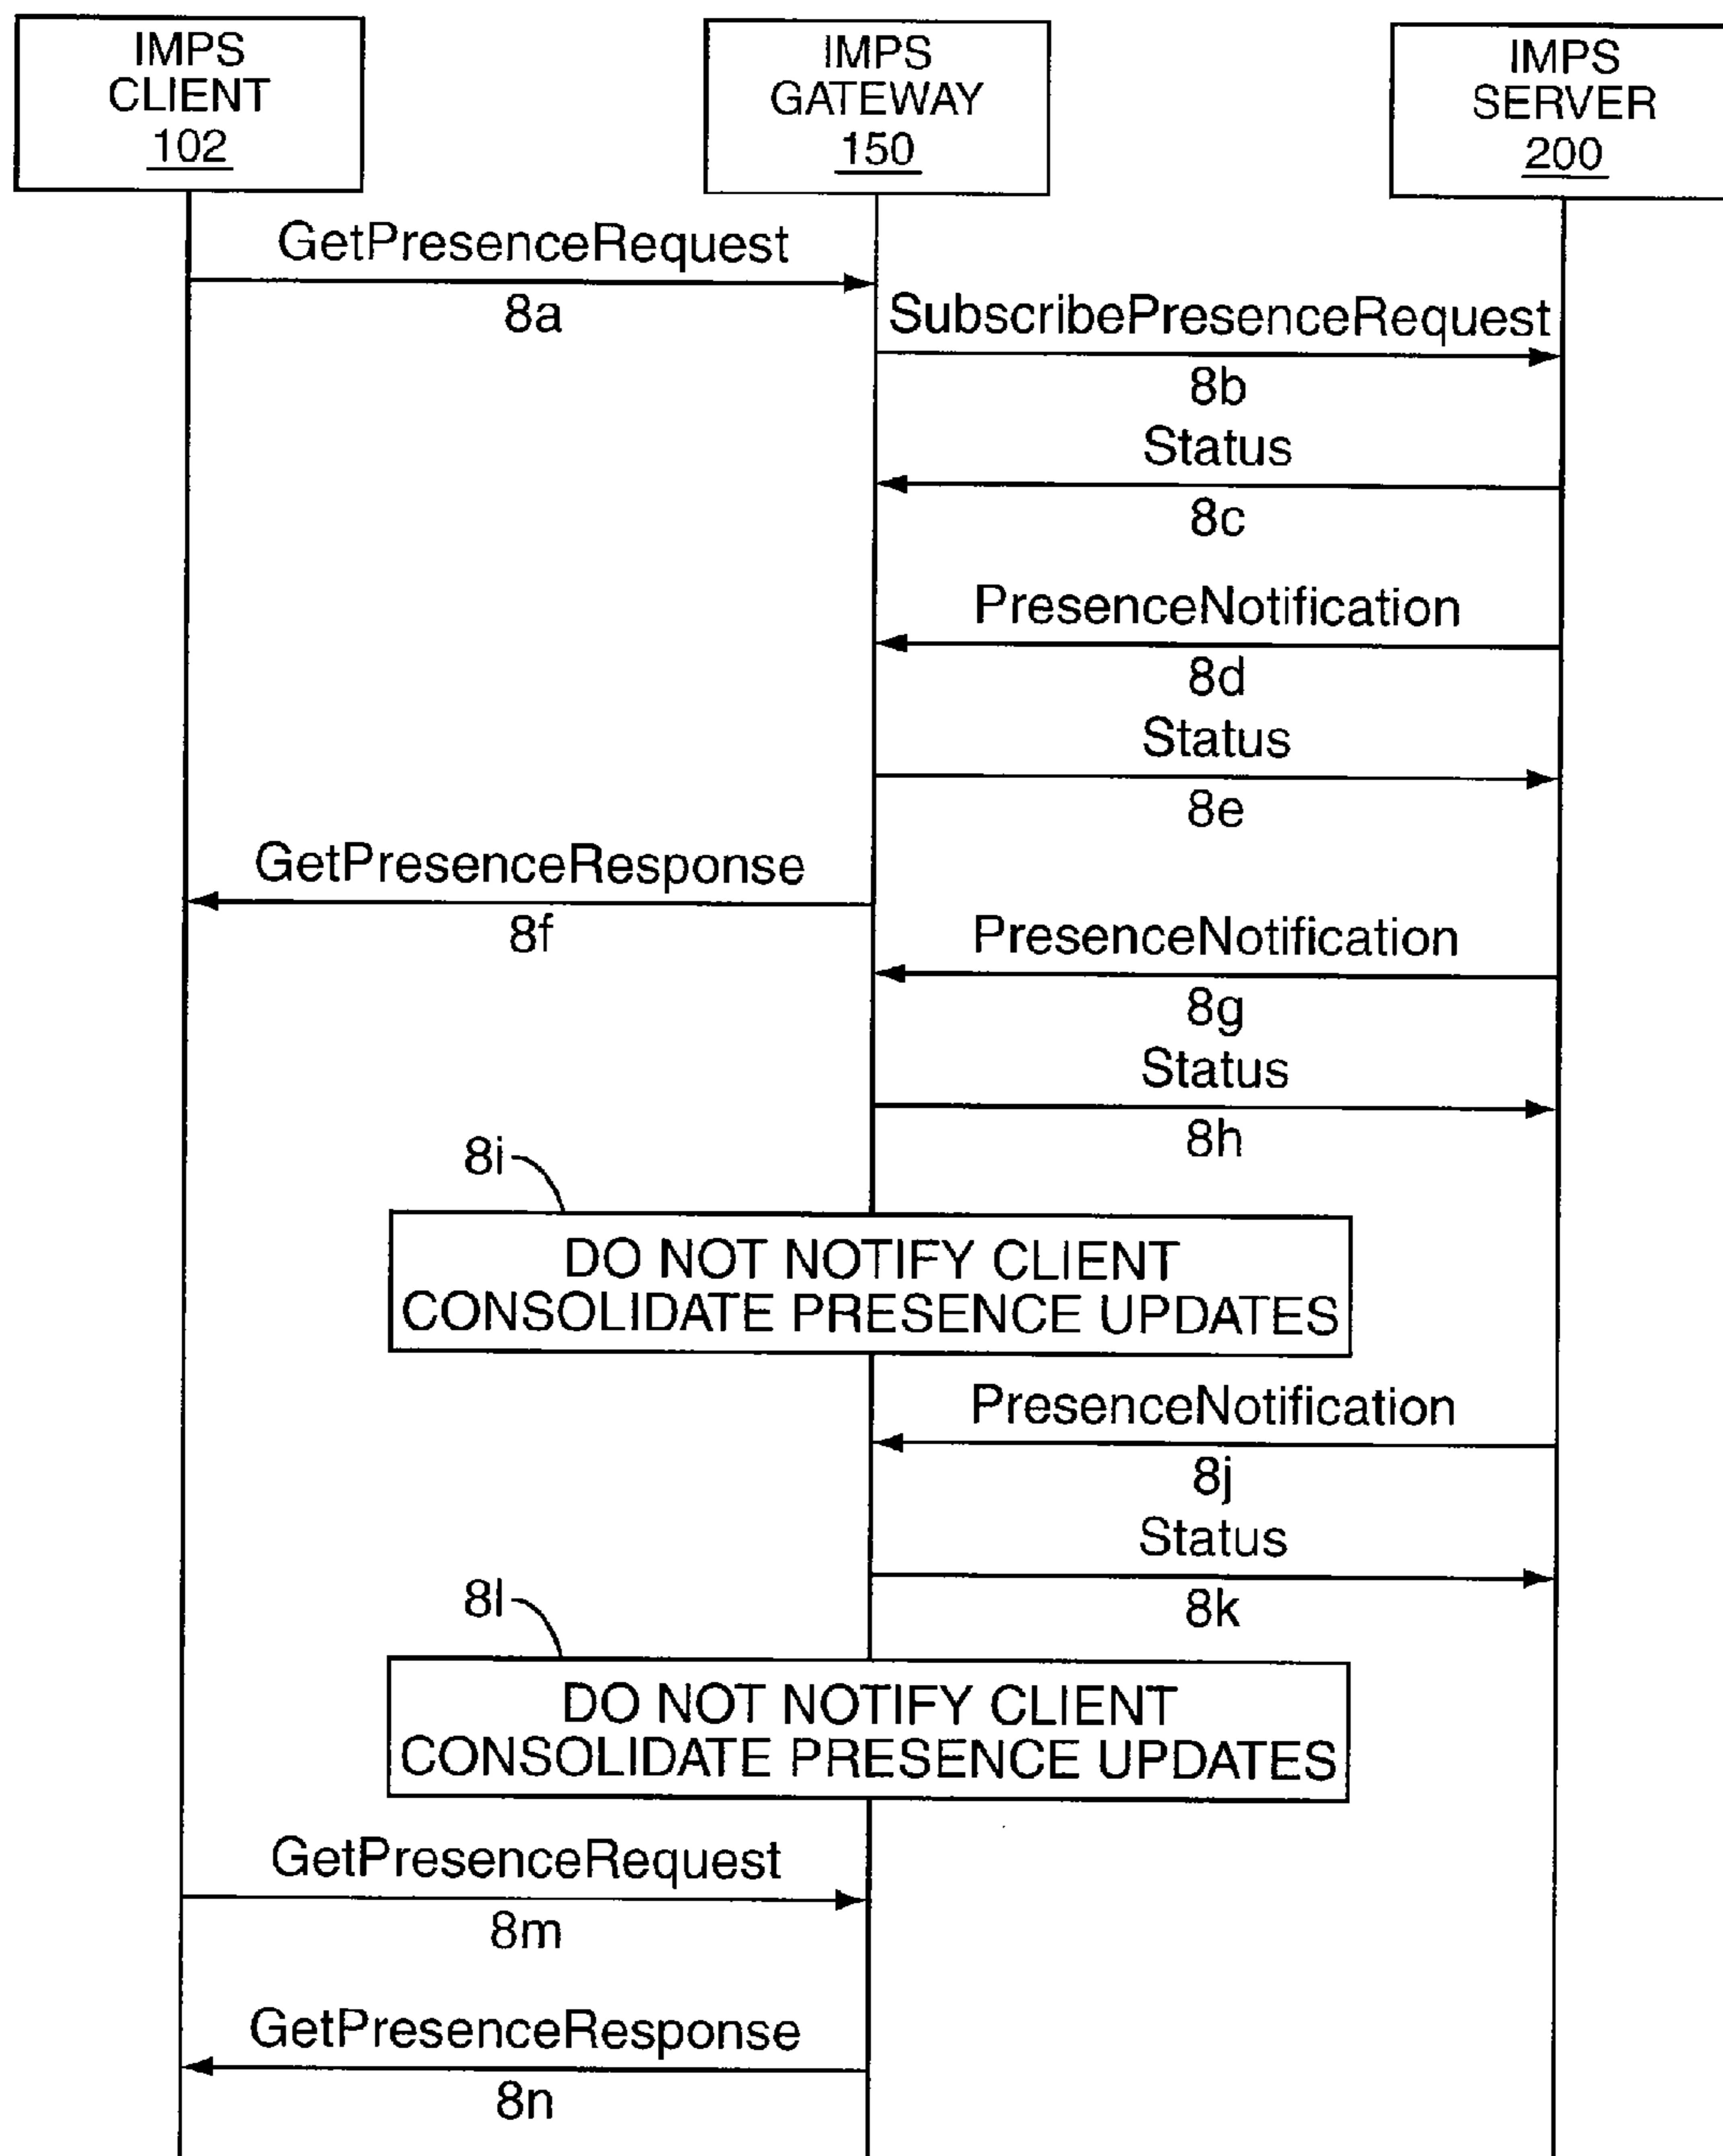 IMPS
CLIENT
102
IMPS
GATEWAY
150
IMPS
SERVER
200
GetPresenceRequest
8a
SubscribePresenceRequest
8b
Status
8c
PresenceNotification
8d
Status
8e
GetPresenceResponse
8f
PresenceNotification
8g
Status
8h
8i
DO NOT NOTIFY CLIENT
CONSOLIDATE PRESENCE UPDATES
PresenceNotification
8j
Status
8k
8l
DO NOT NOTIFY CLIENT
CONSOLIDATE PRESENCE UPDATES
GetPresenceRequest
8m
GetPresenceResponse
8n